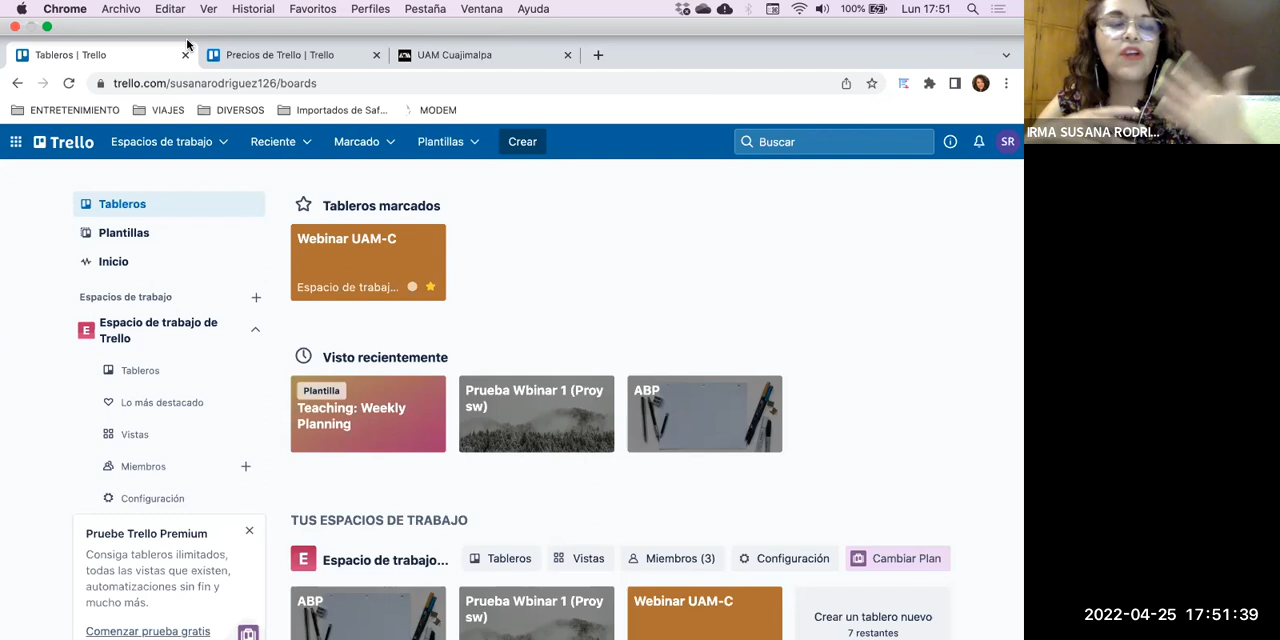 Chrome Archivo Editar Ver Historial Favoritos Perfiles Pestaña Ventana Ayuda 100% Lun 17:51
Tableros | Trello Precios de Trello | Trello UAM Cuajimalpa
trello.com/susanarodriguez126/boards
ENTRETENIMIENTO VIAJES DIVERSOS Importados de Saf... MODEM
IRMA SUSANA RODRI...
Trello Espacios de trabajo Reciente Marcado Plantillas Crear Buscar SR
Tableros
Plantillas
Inicio
Espacios de trabajo
E Espacio de trabajo de
Trello
Tableros
Lo más destacado
Vistas
Miembros
Configuración
Pruebe Trello Premium
Consiga tableros ilimitados,
todas las vistas que existen,
automatizaciones sin fin y
mucho más.
Comenzar prueba gratis
Tableros marcados
Webinar UAM-C
Espacio de trabaj...
Visto recientemente
Plantilla
Teaching: Weekly
Planning
Prueba Wbinar 1 (Proy
sw)
ABP
TUS ESPACIOS DE TRABAJO
E Espacio de trabajo... Tableros Vistas Miembros (3) Configuración Cambiar Plan
ABP
Prueba Wbinar 1 (Proy
sw)
Webinar UAM-C
Crear un tablero nuevo
7 restantes
2022-04-25 17:51:39